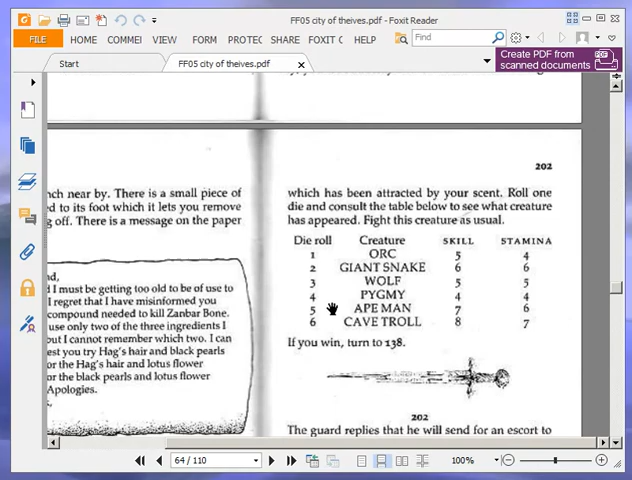 FF05 city of theives.pdf - Foxit Reader
FILE HOME COMMEI VIEW FORM PROTEC SHARE FOXIT C HELP Find
Start FF05 city of theives.pdf
Create PDF from
scanned documents
202
nch near by. There is a small piece of
ed to its foot which it lets you remove
g off. There is a message on the paper
d,
I must be getting too old to be of use to
I regret that I have misinformed you
compound needed to kill Zanbar Bone.
use only two of the three ingredients I
but I cannot remember which two. I can
est you try Hag's hair and black pearls
or the Hag's hair and lotus flower
or the black pearls and lotus flower
Apologies.
which has been attracted by your scent. Roll one
die and consult the table below to see what creature
has appeared. Fight this creature as usual.
Die roll Creature SKILL STAMINA
1 ORC 5 4
2 GIANT SNAKE 6 6
3 WOLF 5 5
4 PYGMY 4 4
5 APE MAN 7 6
6 CAVE TROLL 8 7
If you win, turn to 138.
202
The guard replies that he will send for an escort to
64 / 110 100%